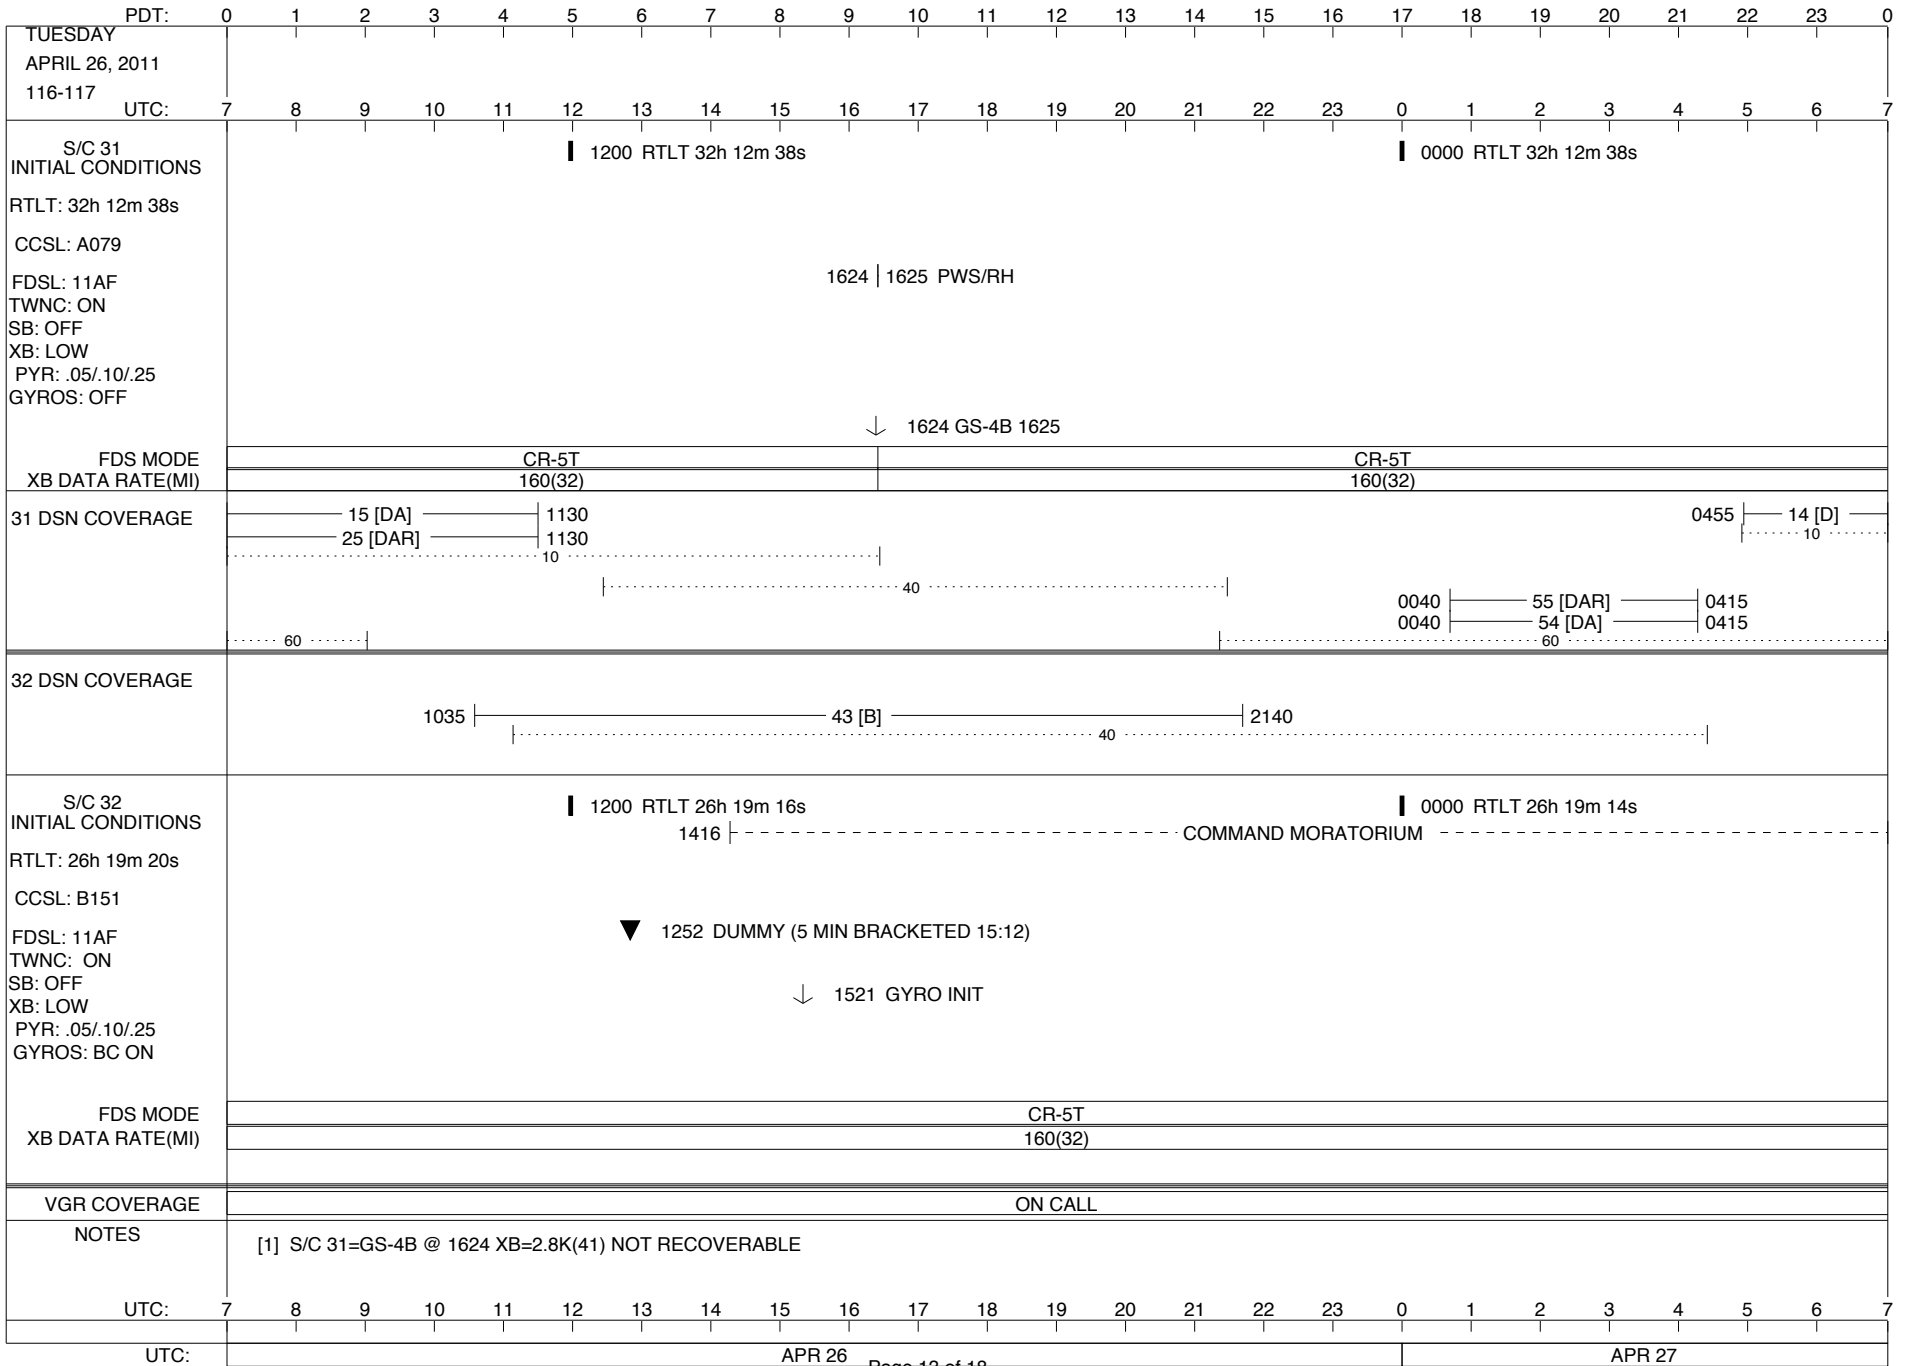 PDT: 0 1 2 3 4 5 6 7 8 9 10 11 12 13 14 15 16 17 18 19 20 21 22 23 0
TUESDAY
APRIL 26, 2011
116-117
UTC: 7 8 9 10 11 12 13 14 15 16 17 18 19 20 21 22 23 0 1 2 3 4 5 6 7
S/C 31
INITIAL CONDITIONS
1200 RTLT 32h 12m 38s
0000 RTLT 32h 12m 38s
RTLT: 32h 12m 38s
CCSL: A079
FDSL: 11AF
1624 1625 PWS/RH
TWNC: ON
SB: OFF
XB: LOW
PYR: .05/.10/.25
GYROS: OFF
1624 GS-4B 1625
FDS MODE CR-5T CR-5T
XB DATA RATE(MI) 160(32) 160(32)
31 DSN COVERAGE
15 [DA] 1130
0455 14 [D]
25 [DAR] 1130
10
10
40
0040 55 [DAR] 0415
0040 54 [DA] 0415
60
60
32 DSN COVERAGE
1035 43 [B] 2140
40
S/C 32
INITIAL CONDITIONS
1200 RTLT 26h 19m 16s
0000 RTLT 26h 19m 14s
1416 COMMAND MORATORIUM
RTLT: 26h 19m 20s
CCSL: B151
1252 DUMMY (5 MIN BRACKETED 15:12)
FDSL: 11AF
TWNC: ON
SB: OFF
1521 GYRO INIT
XB: LOW
PYR: .05/.10/.25
GYROS: BC ON
FDS MODE CR-5T
XB DATA RATE(MI) 160(32)
VGR COVERAGE ON CALL
NOTES
[1] S/C 31=GS-4B @ 1624 XB=2.8K(41) NOT RECOVERABLE
UTC: 7 8 9 10 11 12 13 14 15 16 17 18 19 20 21 22 23 0 1 2 3 4 5 6 7
UTC: APR 26 APR 27
Page 12 of 18